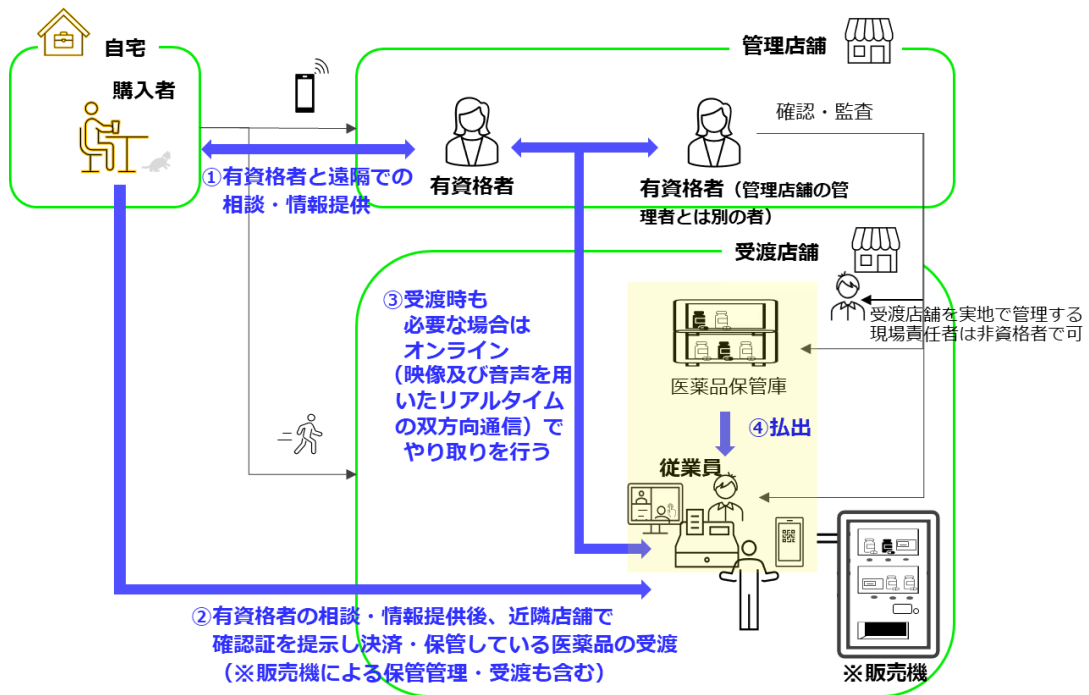 自宅
購入者
管理店舗
確認・監査
有資格者
有資格者（管理店舗の管
理者とは別の者）
①有資格者と遠隔での
相談・情報提供
受渡店舗
受渡店舗を実地で管理する
現場責任者は非資格者で可
③受渡時も
必要な場合は
オンライン
（映像及び音声を用
いたリアルタイム
の双方向通信）で
やり取りを行う
医薬品保管庫
④払出
従業員
②有資格者の相談・情報提供後、近隣店舗で
確認証を提示し決済・保管している医薬品の受渡
（※販売機による保管管理・受渡も含む）
※販売機